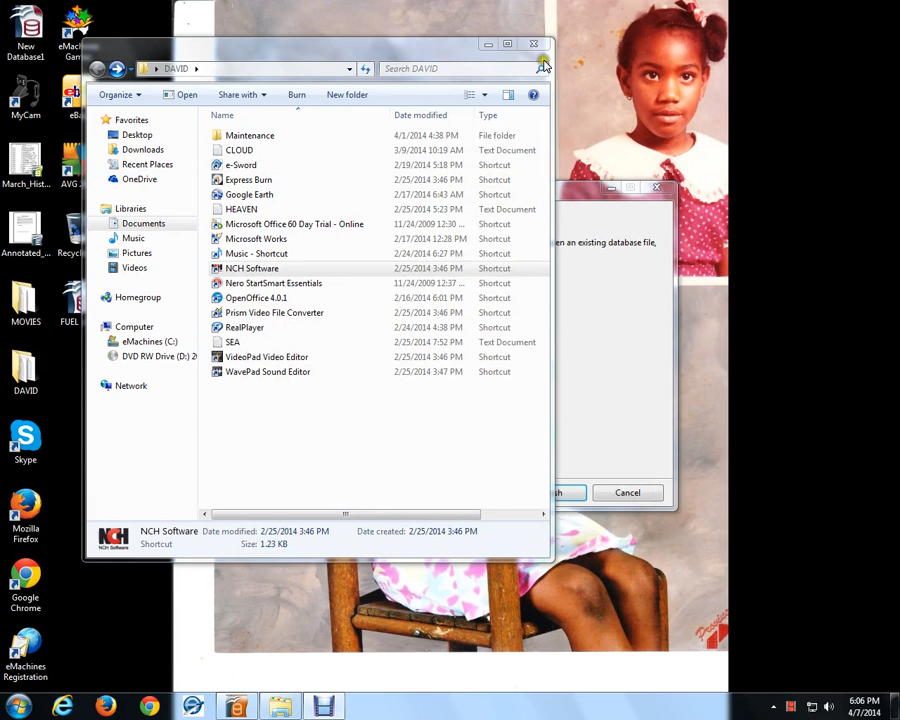 New
Database1
eMachines
Gam
MyCam
eBa
March_Hist...
AVG
Annotated_...
Recyc
MOVIES
FUEL
DAVID
Skype
Mozilla
Firefox
Google
Chrome
eMachines
Registration
DAVID
Search DAVID
Organize
Open
Share with
Burn
New folder
Favorites
Desktop
Downloads
Recent Places
OneDrive
Libraries
Documents
Music
Pictures
Videos
Homegroup
Computer
eMachines (C:)
DVD RW Drive (D:) 2
Network
Name Date modified Type
Maintenance 4/1/2014 4:38 PM File folder
CLOUD 3/9/2014 10:19 AM Text Document
e-Sword 2/19/2014 5:18 PM Shortcut
Express Burn 2/25/2014 3:46 PM Shortcut
Google Earth 2/17/2014 6:43 AM Shortcut
HEAVEN 2/25/2014 5:23 PM Text Document
Microsoft Office 60 Day Trial - Online 11/24/2009 12:30 ... Shortcut
Microsoft Works 2/17/2014 12:28 PM Shortcut
Music - Shortcut 2/24/2014 6:27 PM Shortcut
NCH Software 2/25/2014 3:46 PM Shortcut
Nero StartSmart Essentials 11/24/2009 12:37 ... Shortcut
OpenOffice 4.0.1 2/16/2014 6:01 PM Shortcut
Prism Video File Converter 2/25/2014 3:46 PM Shortcut
RealPlayer 2/24/2014 4:38 PM Shortcut
SEA 2/25/2014 7:52 PM Text Document
VideoPad Video Editor 2/25/2014 3:46 PM Shortcut
WavePad Sound Editor 2/25/2014 3:47 PM Shortcut
NCH Software Date modified: 2/25/2014 3:46 PM Date created: 2/25/2014 3:46 PM
Shortcut Size: 1.23 KB
NCH
NCH Software
en an existing database file,
sh
Cancel
6:06 PM
4/7/2014